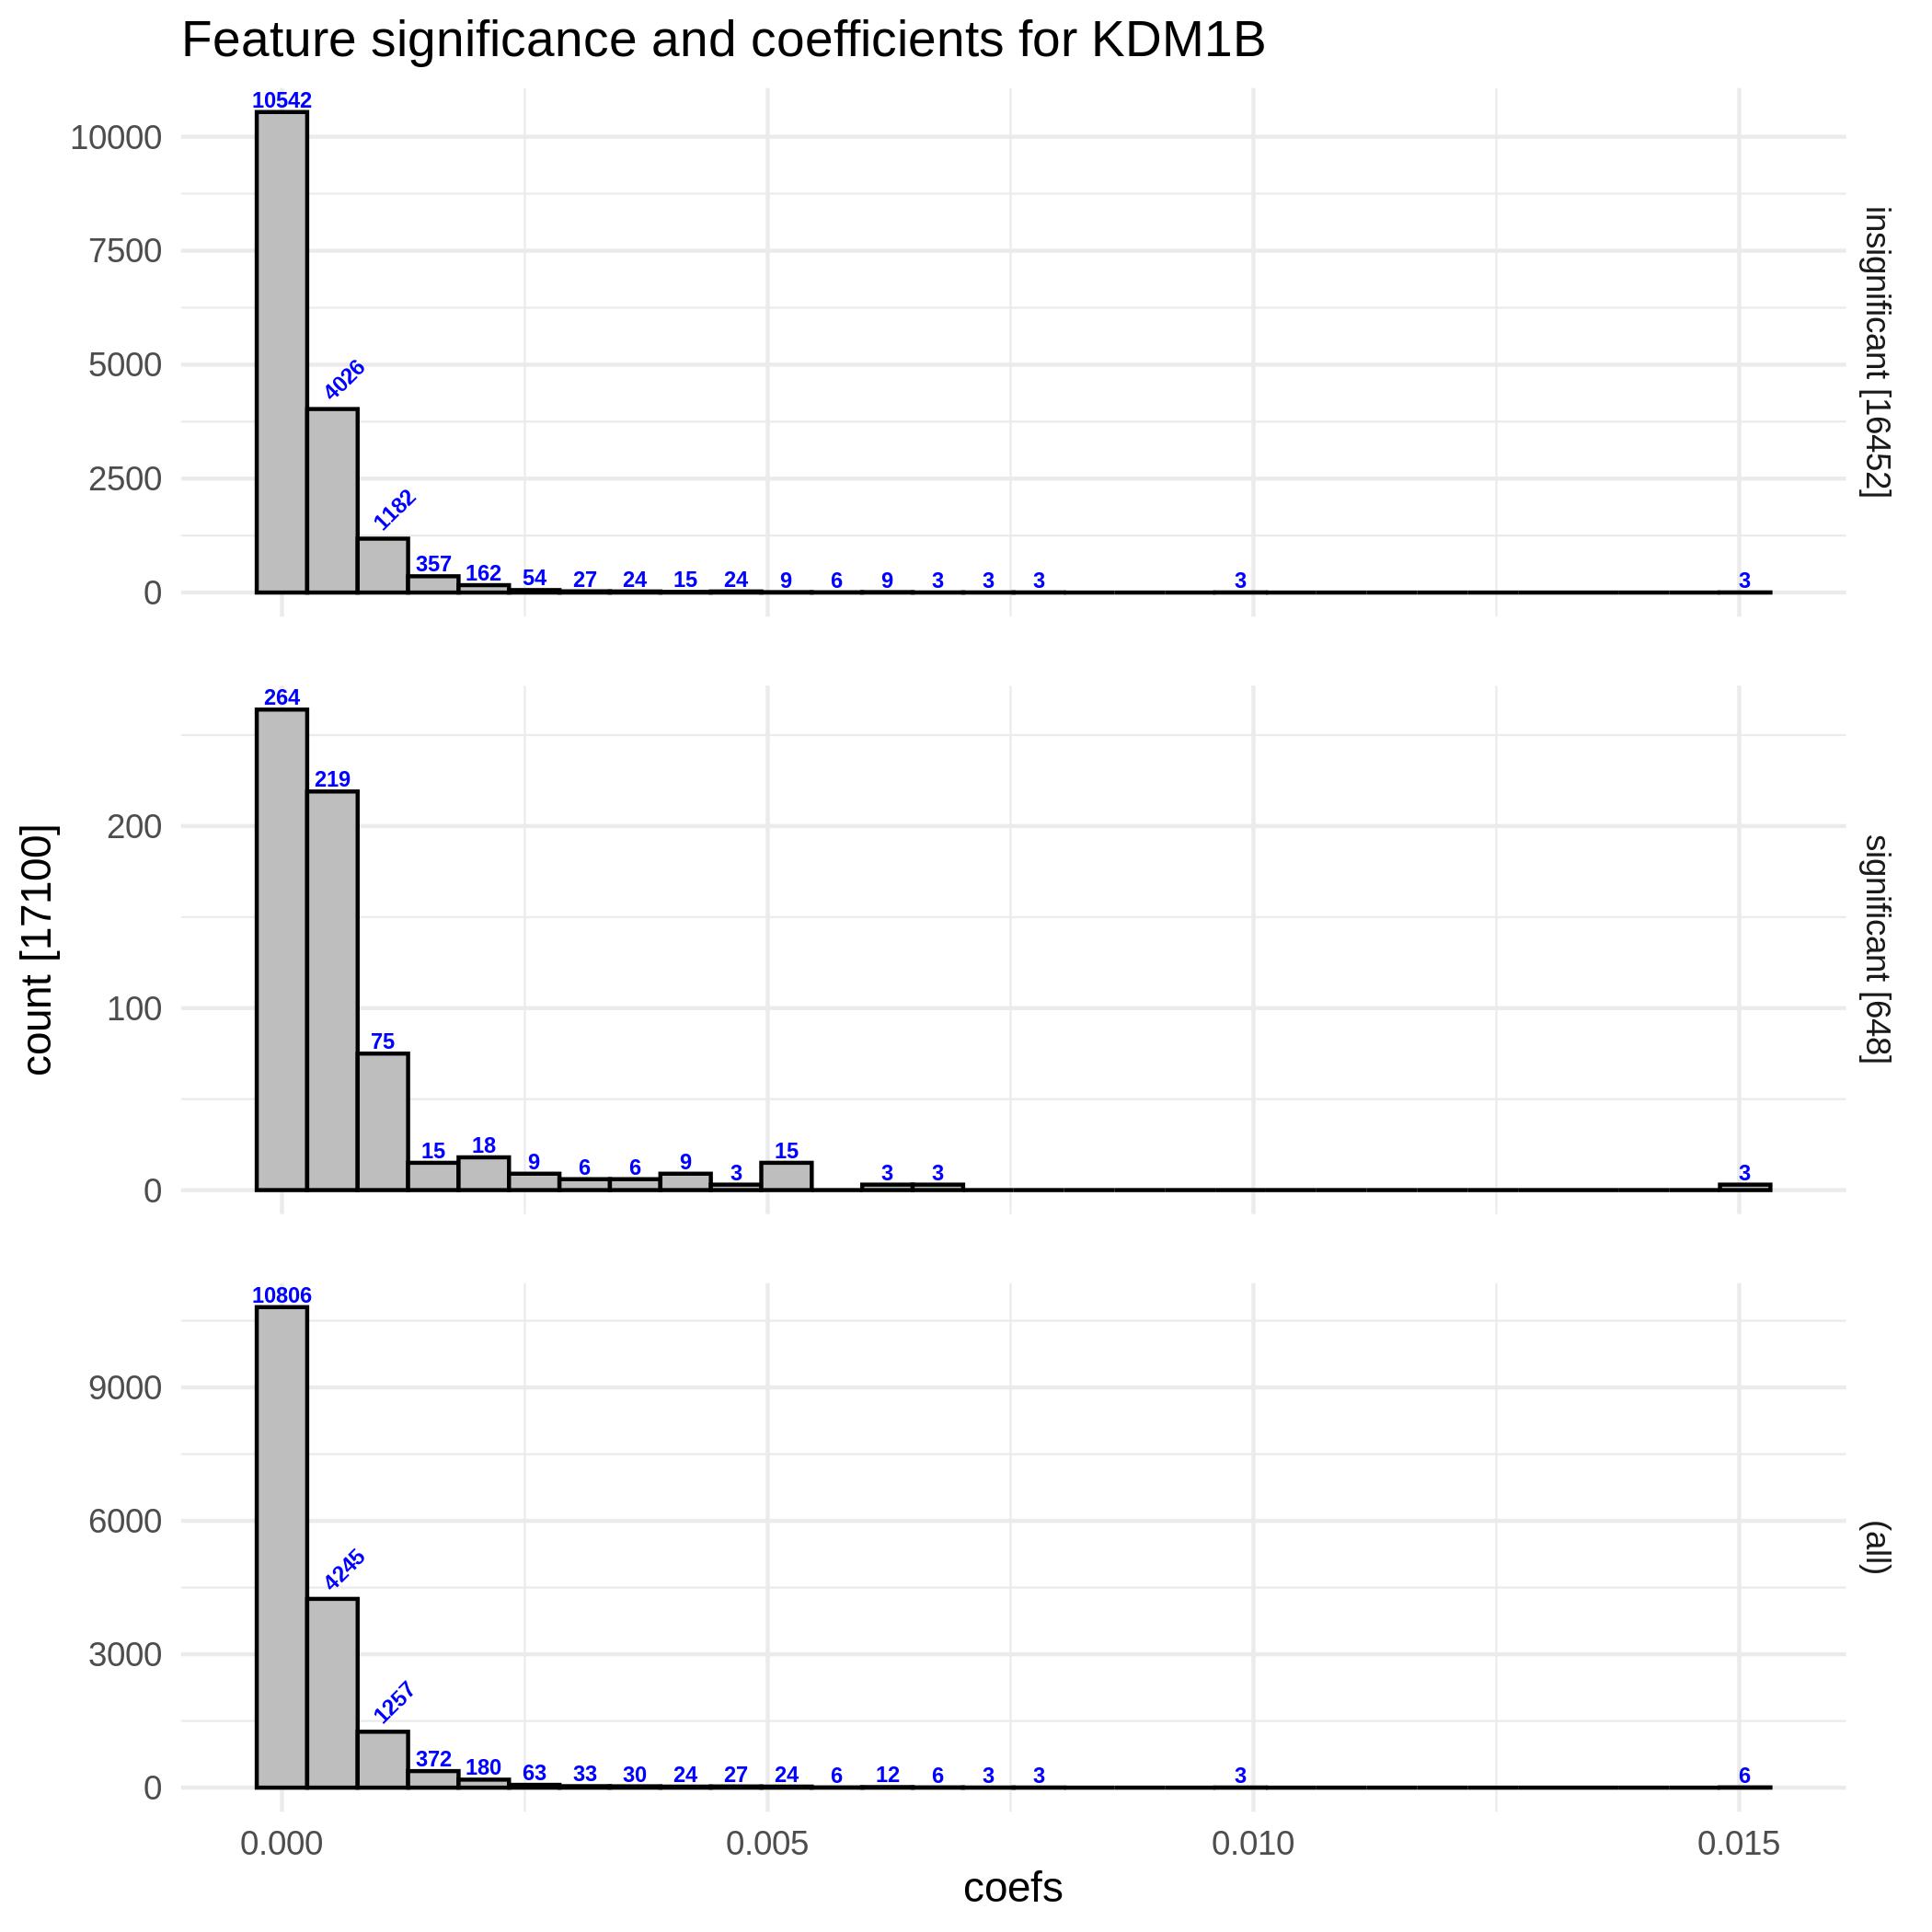 Feature significance and coefficients for KDM1B
10542
10000
7500
5000
2500
0
4026
1182
357 162 54 27 24 15 24 9 6 9 3 3 3 3 3
insignificant [16452]
264
219
200
100
0
75
15 18 9 6 6 9 3 15 3 3 3
significant [648]
count [17100]
10806
9000
6000
3000
0
4245
1257
372 180 63 33 30 24 27 24 6 12 6 3 3 3 6
(all)
0.000 0.005 0.010 0.015
coefs